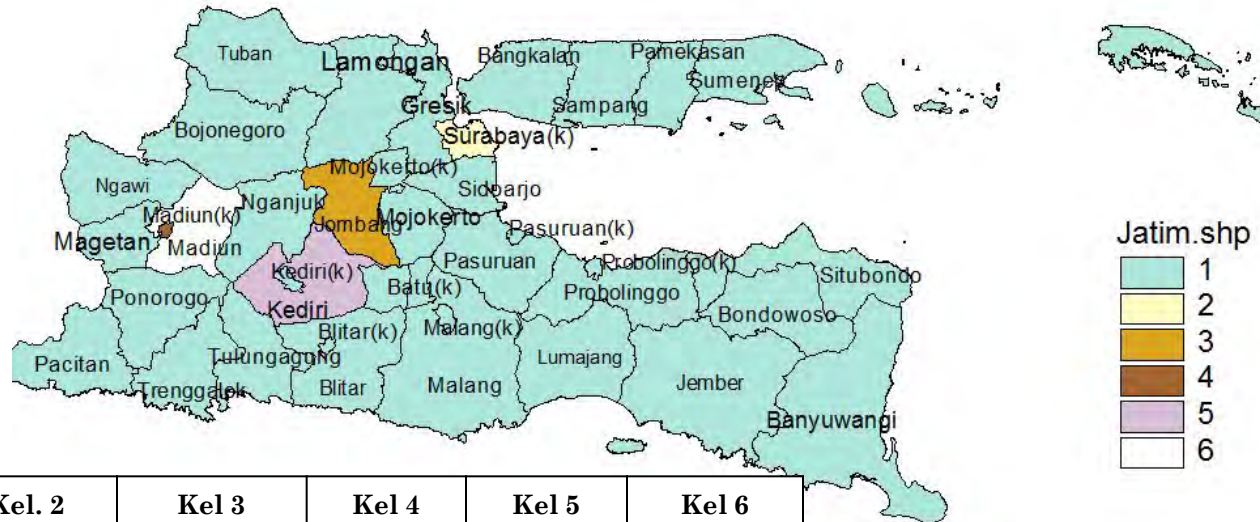 Tuban
Lamongan
Bangkalan
Pamekasan
Sumenep
Gresik
Sampang
Bojonegoro
Surabaya(k)
Mojokerto(k)
Sidoarjo
Ngawi
Nganjuk
Madiun(k)
Jombang
Mojokerto
Pasuruan(k)
Magetan
Madiun
Pasuruan
Probolinggo(k)
Situbondo
Kediri(k)
Batu(k)
Probolinggo
Ponorogo
Kediri
Bondowoso
Blitar(k)
Malang(k)
Pacitan
Tulungagung
Lumajang
Trenggalek
Blitar
Malang
Jember
Banyuwangi
Jatim.shp
1
2
3
4
5
6
Kel. 2 Kel 3 Kel 4 Kel 5 Kel 6